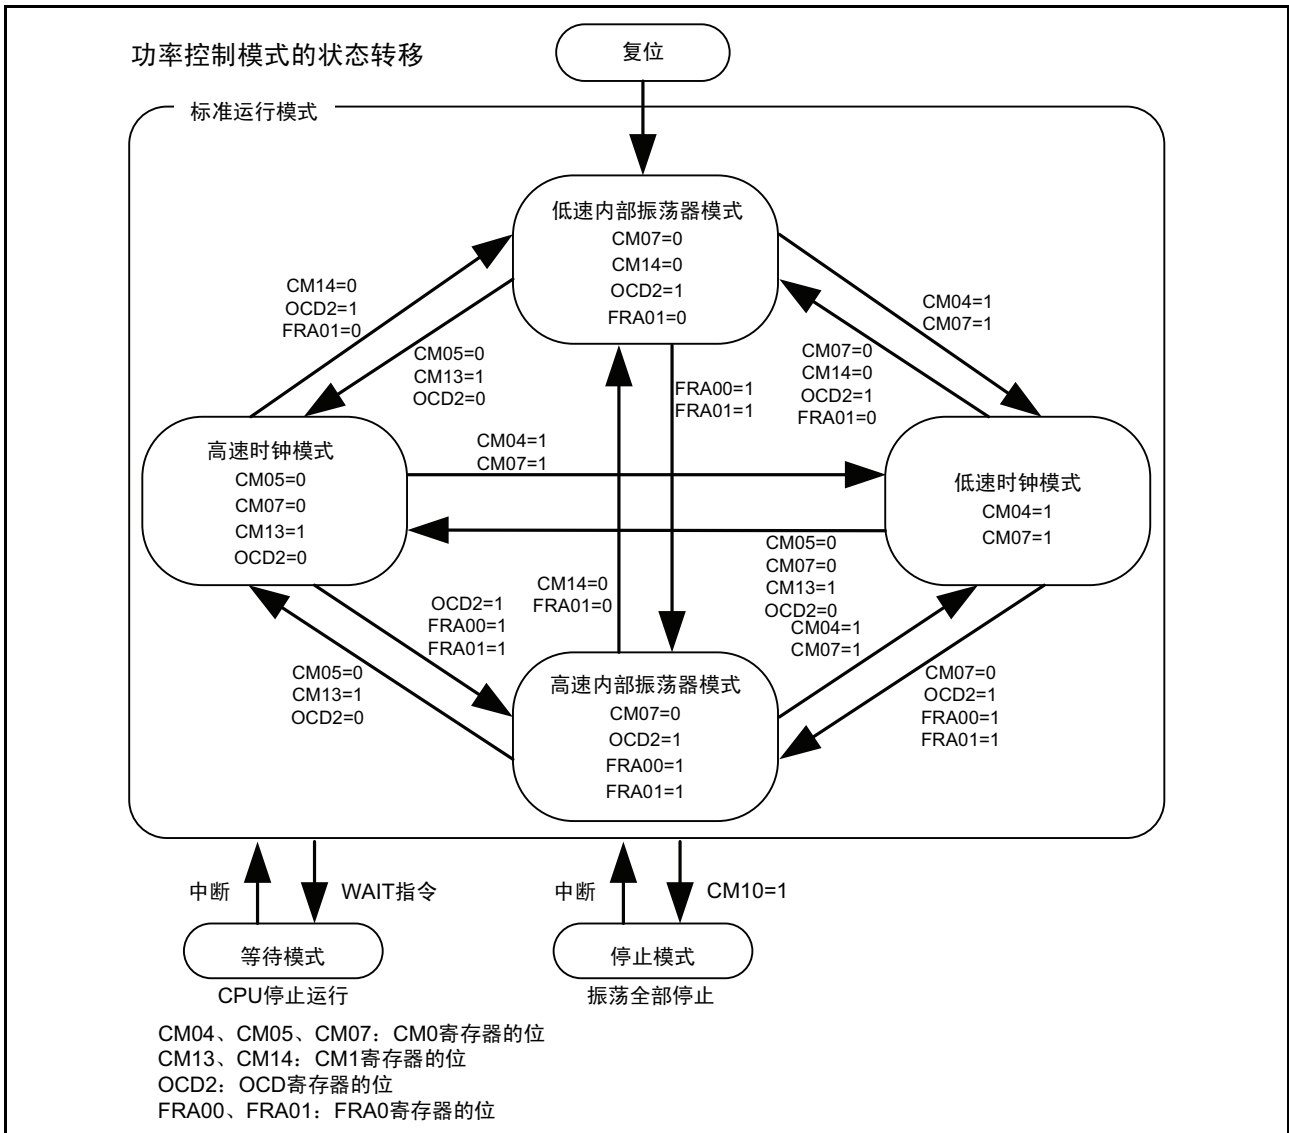 功率控制模式的状态转移
复位
标准运行模式
低速内部振荡器模式
CM07=0
CM14=0
OCD2=1
FRA01=0
CM14=0
OCD2=1
FRA01=0
CM05=0
CM13=1
OCD2=0
FRA00=1
FRA01=1
CM04=1
CM07=1
CM07=0
CM14=0
OCD2=1
FRA01=0
高速时钟模式
CM05=0
CM07=0
CM13=1
OCD2=0
CM04=1
CM07=1
低速时钟模式
CM04=1
CM07=1
CM05=0
CM07=0
CM13=1
OCD2=0
CM14=0
FRA01=0
OCD2=1
FRA00=1
FRA01=1
CM05=0
CM13=1
OCD2=0
CM04=1
CM07=1
CM07=0
OCD2=1
FRA00=1
FRA01=1
高速内部振荡器模式
CM07=0
OCD2=1
FRA00=1
FRA01=1
中断
WAIT指令
中断
CM10=1
等待模式
停止模式
CPU停止运行
振荡全部停止
CM04、CM05、CM07：CM0寄存器的位
CM13、CM14：CM1寄存器的位
OCD2：OCD寄存器的位
FRA00、FRA01：FRA0寄存器的位